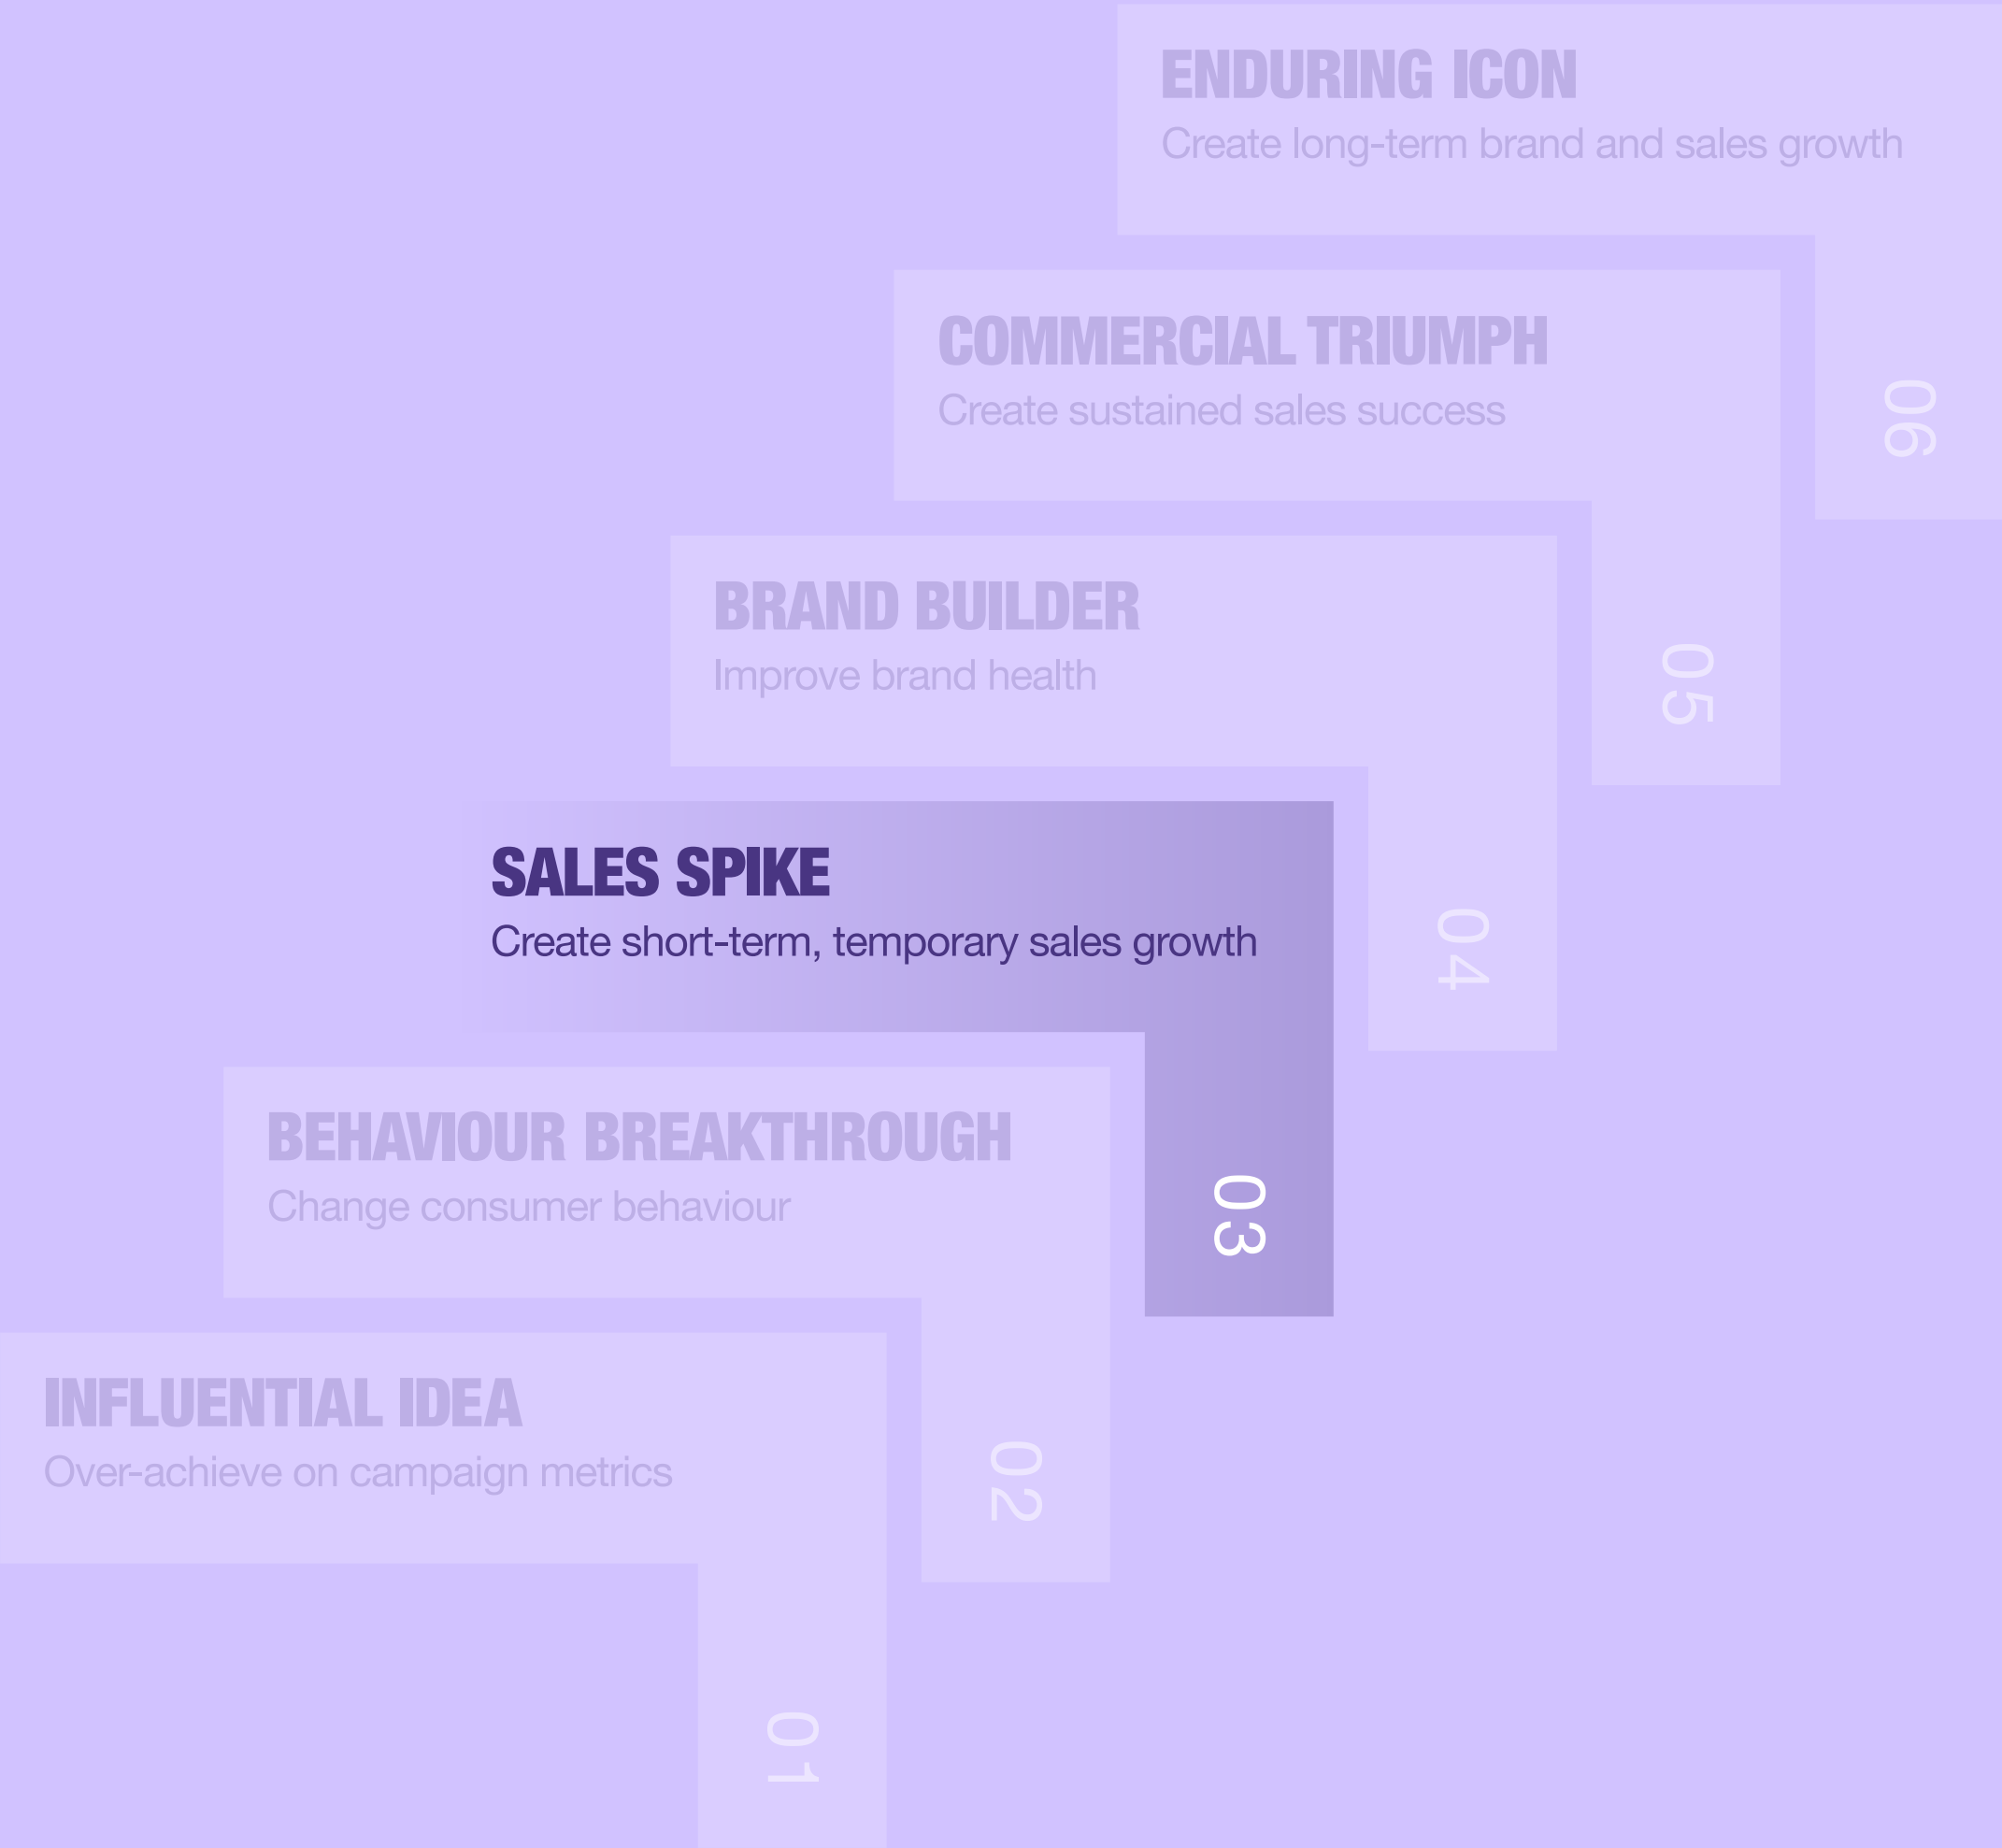 ENDURING ICON
Create long-term brand and sales growth
06
COMMERCIAL TRIUMPH
Create sustained sales success
05
BRAND BUILDER
Improve brand health
04
SALES SPIKE
Create short-term, temporary sales growth
03
BEHAVIOUR BREAKTHROUGH
Change consumer behaviour
02
INFLUENTIAL IDEA
Over-achieve on campaign metrics
01